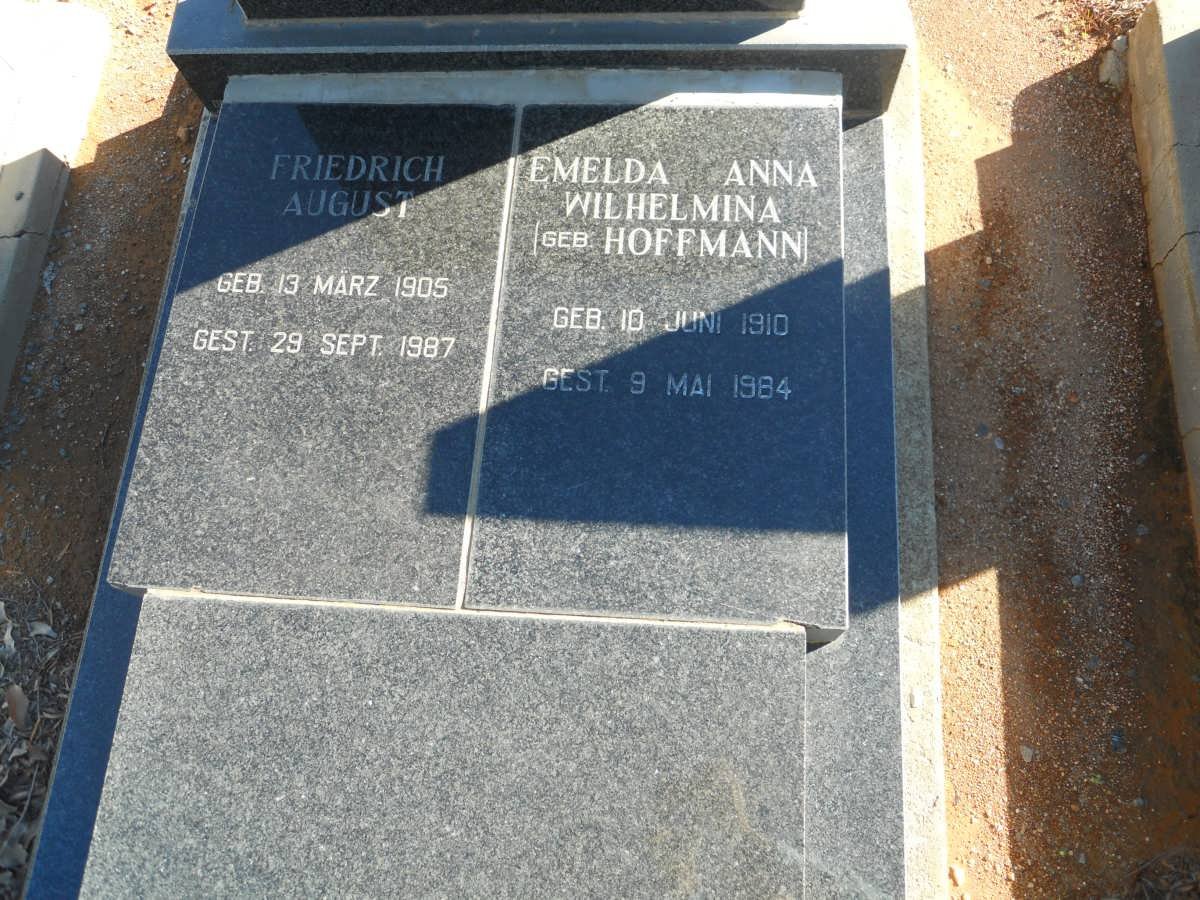 FRIEDRICH
AUGUST
GEB. 13 MÄRZ 1905
GEST. 29 SEPT. 1987
EMELDA ANNA
WILHELMINA
(GEB. HOFFMANN)
GEB. 10 JUNI 1910
GEST. 9 MAI 1984